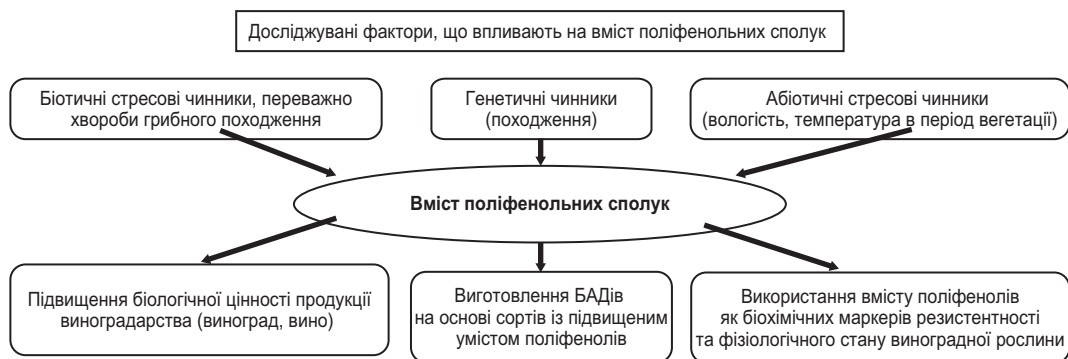 Досліджувані фактори, що впливають на вміст поліфенольних сполук
Біотичні стресові чинники, переважно
хвороби грибного походження
Генетичні чинники
(походження)
Абіотичні стресові чинники
(вологість, температура в період вегетації)
Вміст поліфенольних сполук
Підвищення біологічної цінності продукції
виноградарства (виноград, вино)
Виготовлення БАДів
на основі сортів із підвищеним
умістом поліфенолів
Використання вмісту поліфенолів
як біохімічних маркерів резистентності
та фізіологічного стану виноградної рослини